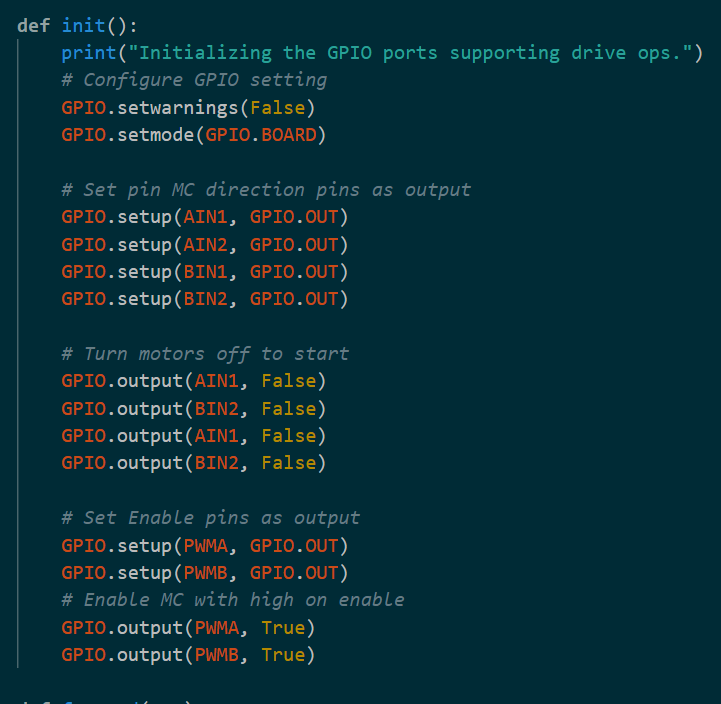 def init():
    print("Initializing the GPIO ports supporting drive ops.")
    # Configure GPIO setting
    GPIO.setwarnings(False)
    GPIO.setmode(GPIO.BOARD)

    # Set pin MC direction pins as output
    GPIO.setup(AIN1, GPIO.OUT)
    GPIO.setup(AIN2, GPIO.OUT)
    GPIO.setup(BIN1, GPIO.OUT)
    GPIO.setup(BIN2, GPIO.OUT)

    # Turn motors off to start
    GPIO.output(AIN1, False)
    GPIO.output(BIN2, False)
    GPIO.output(AIN1, False)
    GPIO.output(BIN2, False)

    # Set Enable pins as output
    GPIO.setup(PWMA, GPIO.OUT)
    GPIO.setup(PWMB, GPIO.OUT)
    # Enable MC with high on enable
    GPIO.output(PWMA, True)
    GPIO.output(PWMB, True)